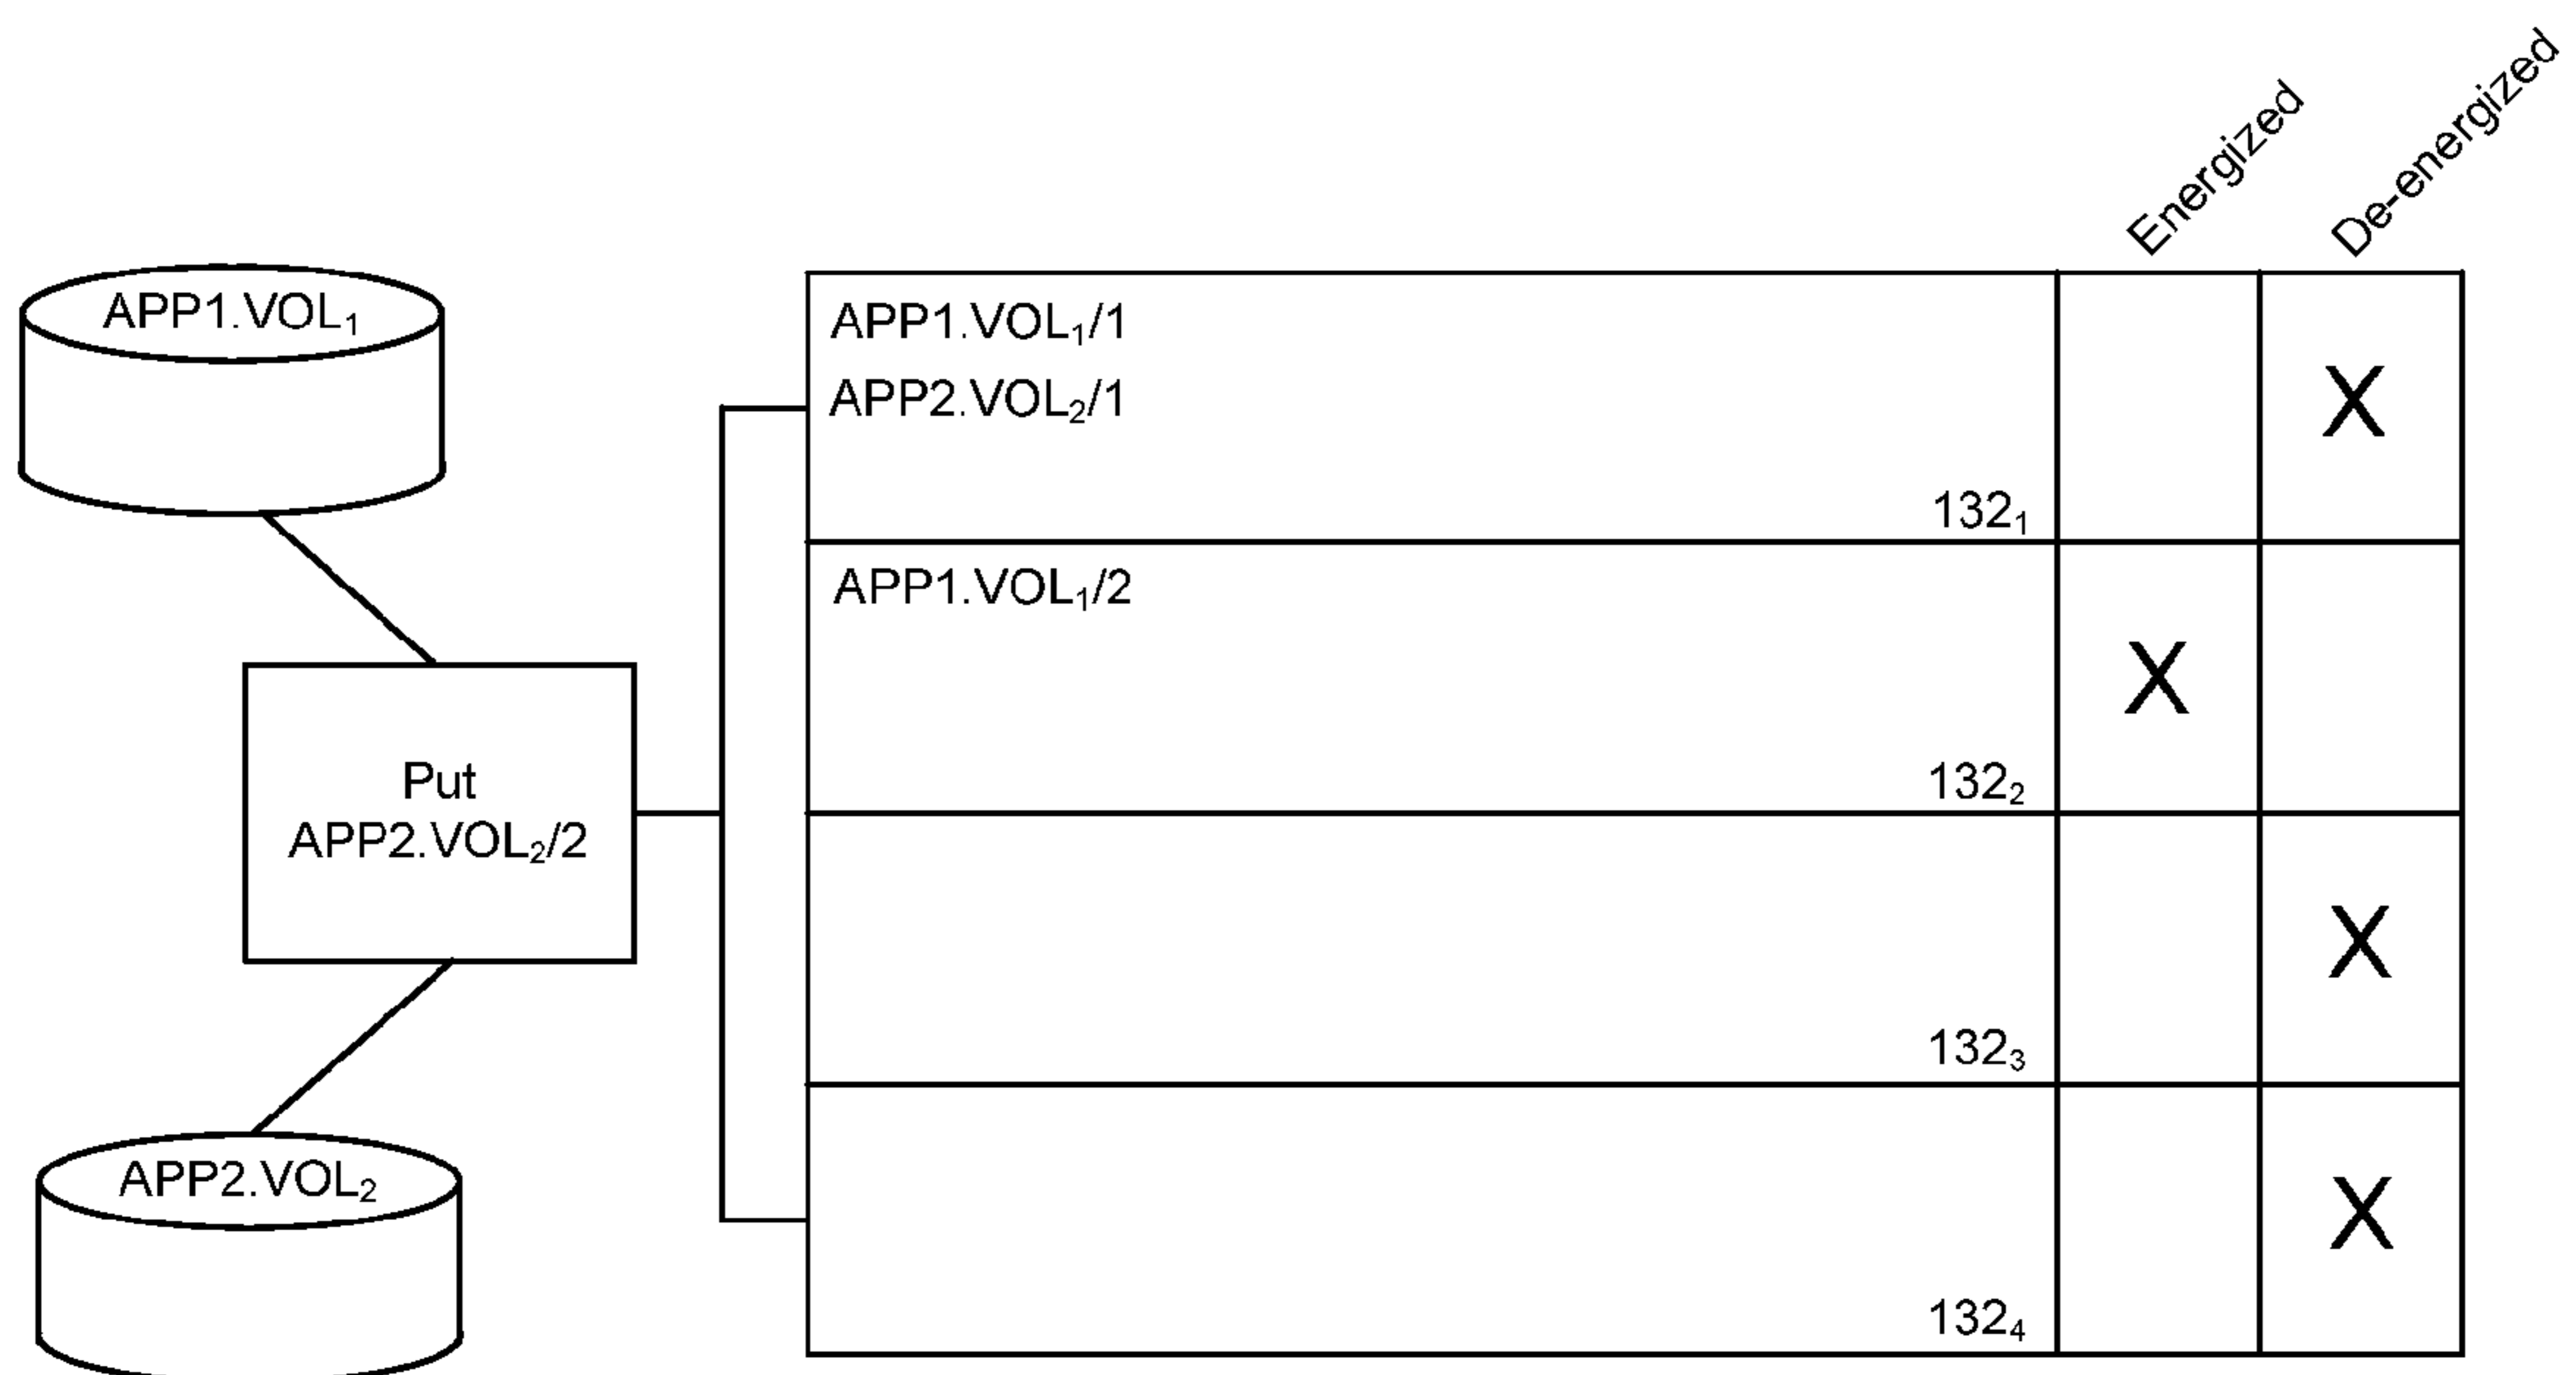 Energized
De-energized
APP1.VOL₁
APP1.VOL₁/1
APP2.VOL₂/1
132₁
X
APP1.VOL₁/2
132₂
X
Put
APP2.VOL₂/2
132₃
X
APP2.VOL₂
132₄
X